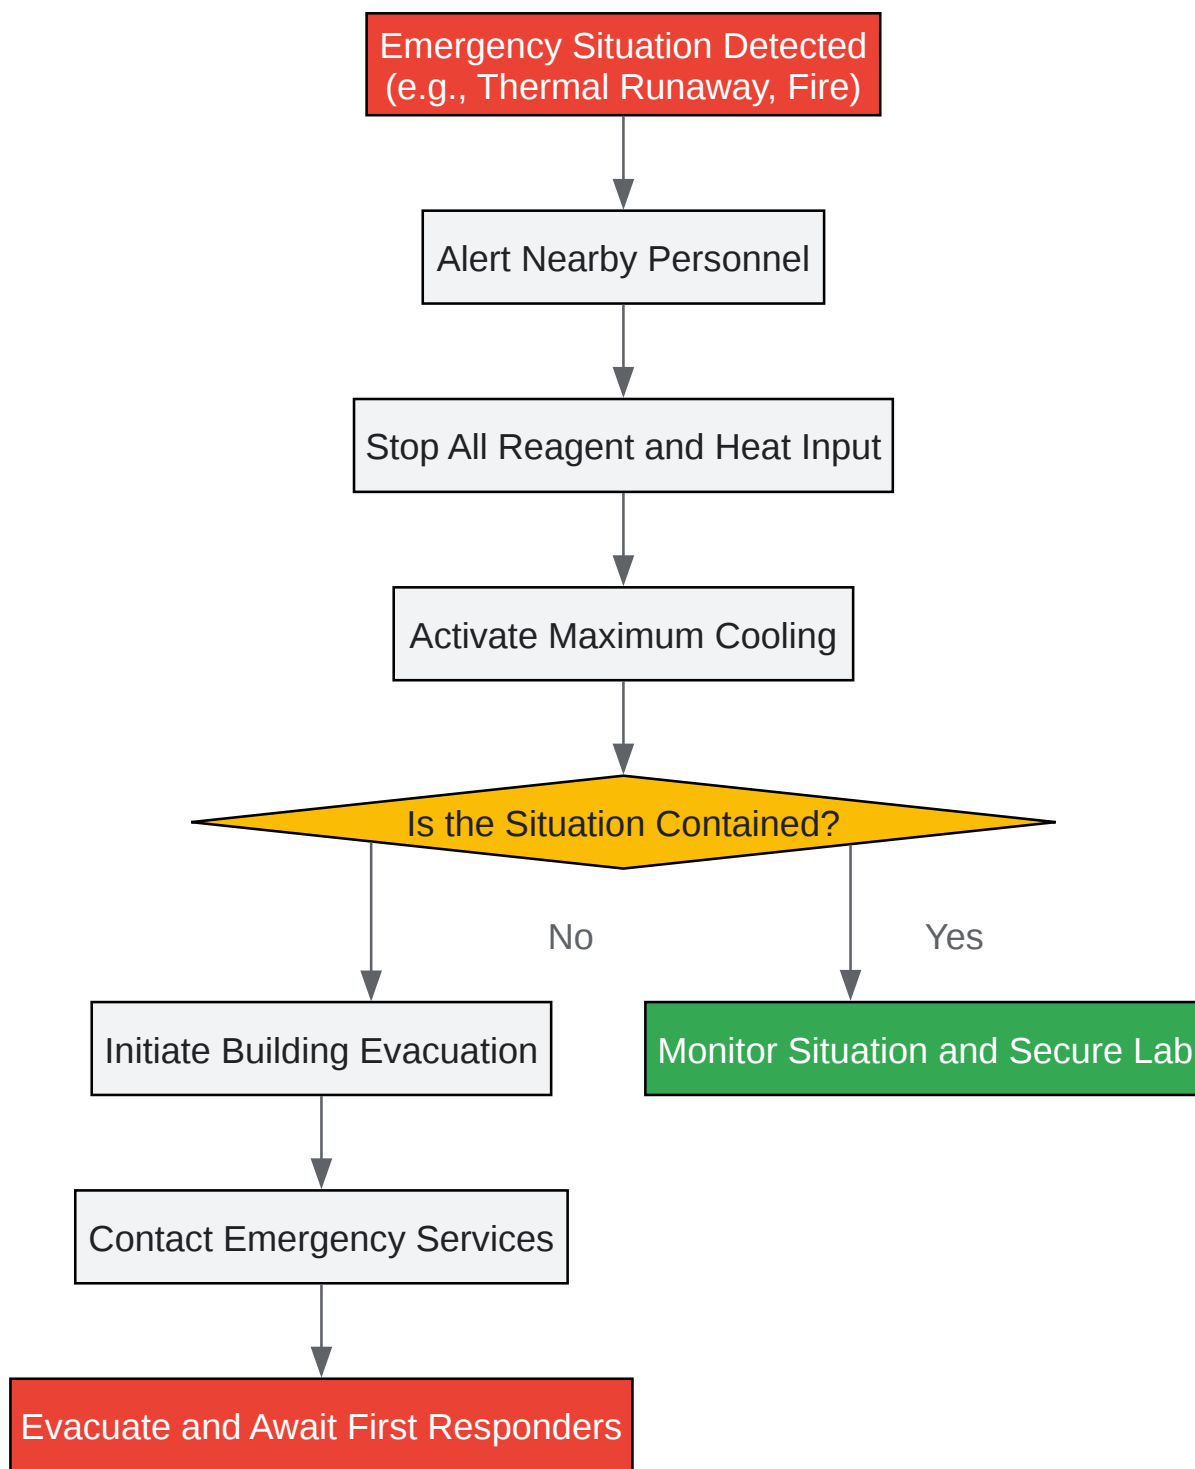 Emergency Situation Detected
(e.g., Thermal Runaway, Fire)
Alert Nearby Personnel
Stop All Reagent and Heat Input
Activate Maximum Cooling
Is the Situation Contained?
No
Yes
Initiate Building Evacuation
Monitor Situation and Secure Lab
Contact Emergency Services
Evacuate and Await First Responders